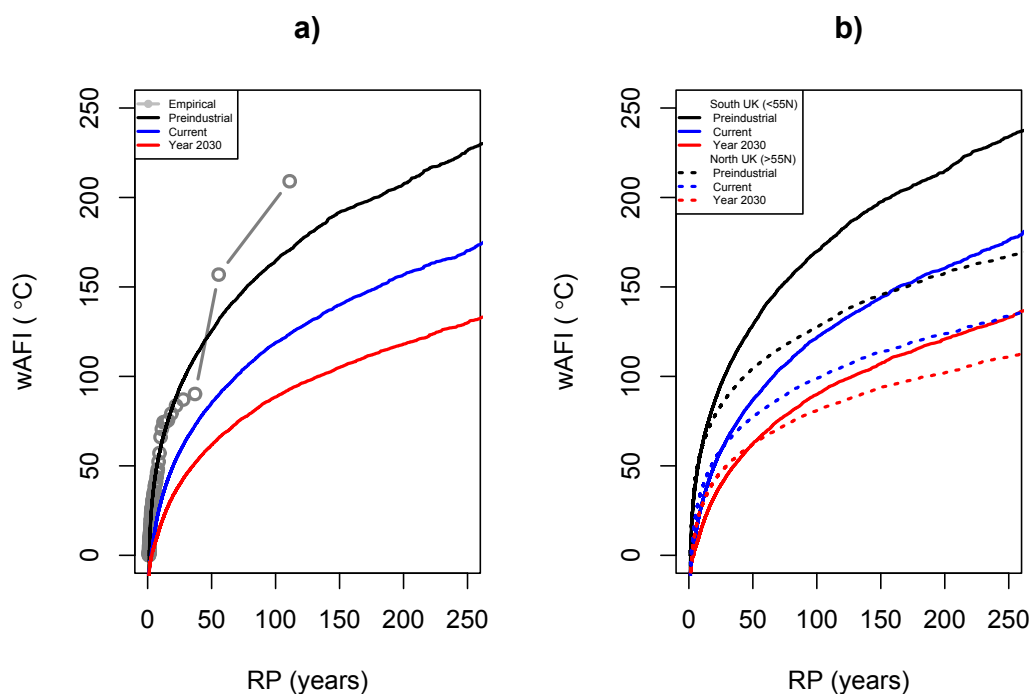 a)
wAFI ( °C)
250
200
150
100
50
0
Empirical
Preindustrial
Current
Year 2030
0 50 100 150 200 250
RP (years)
b)
wAFI ( °C)
250
200
150
100
50
0
South UK (<55N)
Preindustrial
Current
Year 2030
North UK (>55N)
Preindustrial
Current
Year 2030
0 50 100 150 200 250
RP (years)